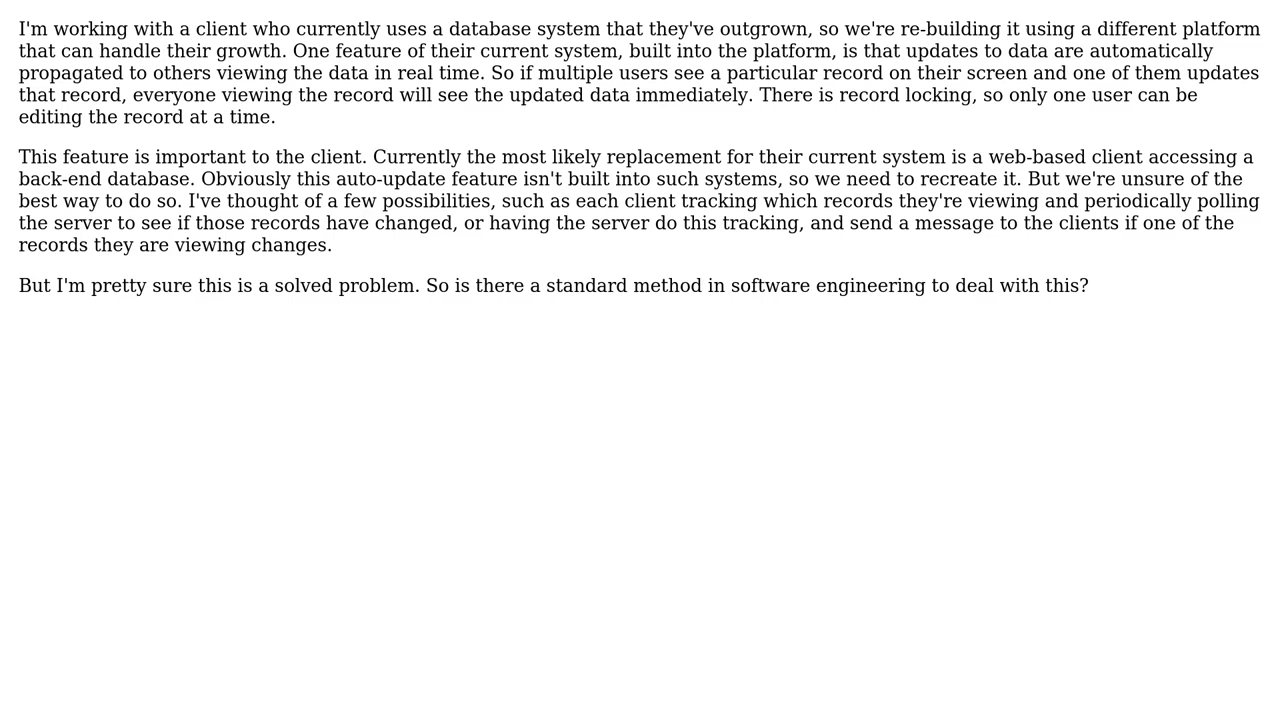 I'm working with a client who currently uses a database system that they've outgrown, so we're re-building it using a different platform
that can handle their growth. One feature of their current system, built into the platform, is that updates to data are automatically
propagated to others viewing the data in real time. So if multiple users see a particular record on their screen and one of them updates
that record, everyone viewing the record will see the updated data immediately. There is record locking, so only one user can be
editing the record at a time.
This feature is important to the client. Currently the most likely replacement for their current system is a web-based client accessing a
back-end database. Obviously this auto-update feature isn't built into such systems, so we need to recreate it. But we're unsure of the
best way to do so. I've thought of a few possibilities, such as each client tracking which records they're viewing and periodically polling
the server to see if those records have changed, or having the server do this tracking, and send a message to the clients if one of the
records they are viewing changes.
But I'm pretty sure this is a solved problem. So is there a standard method in software engineering to deal with this?